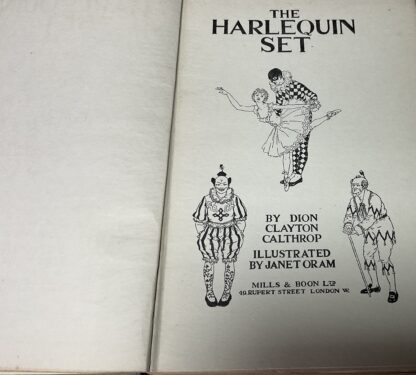 THE
HARLEQUIN
SET
BY DION
CLAYTON
CALTHROP
ILLUSTRATED
BY JANET ORAM
MILLS & BOON LTD
49, RUPERT STREET LONDON W.